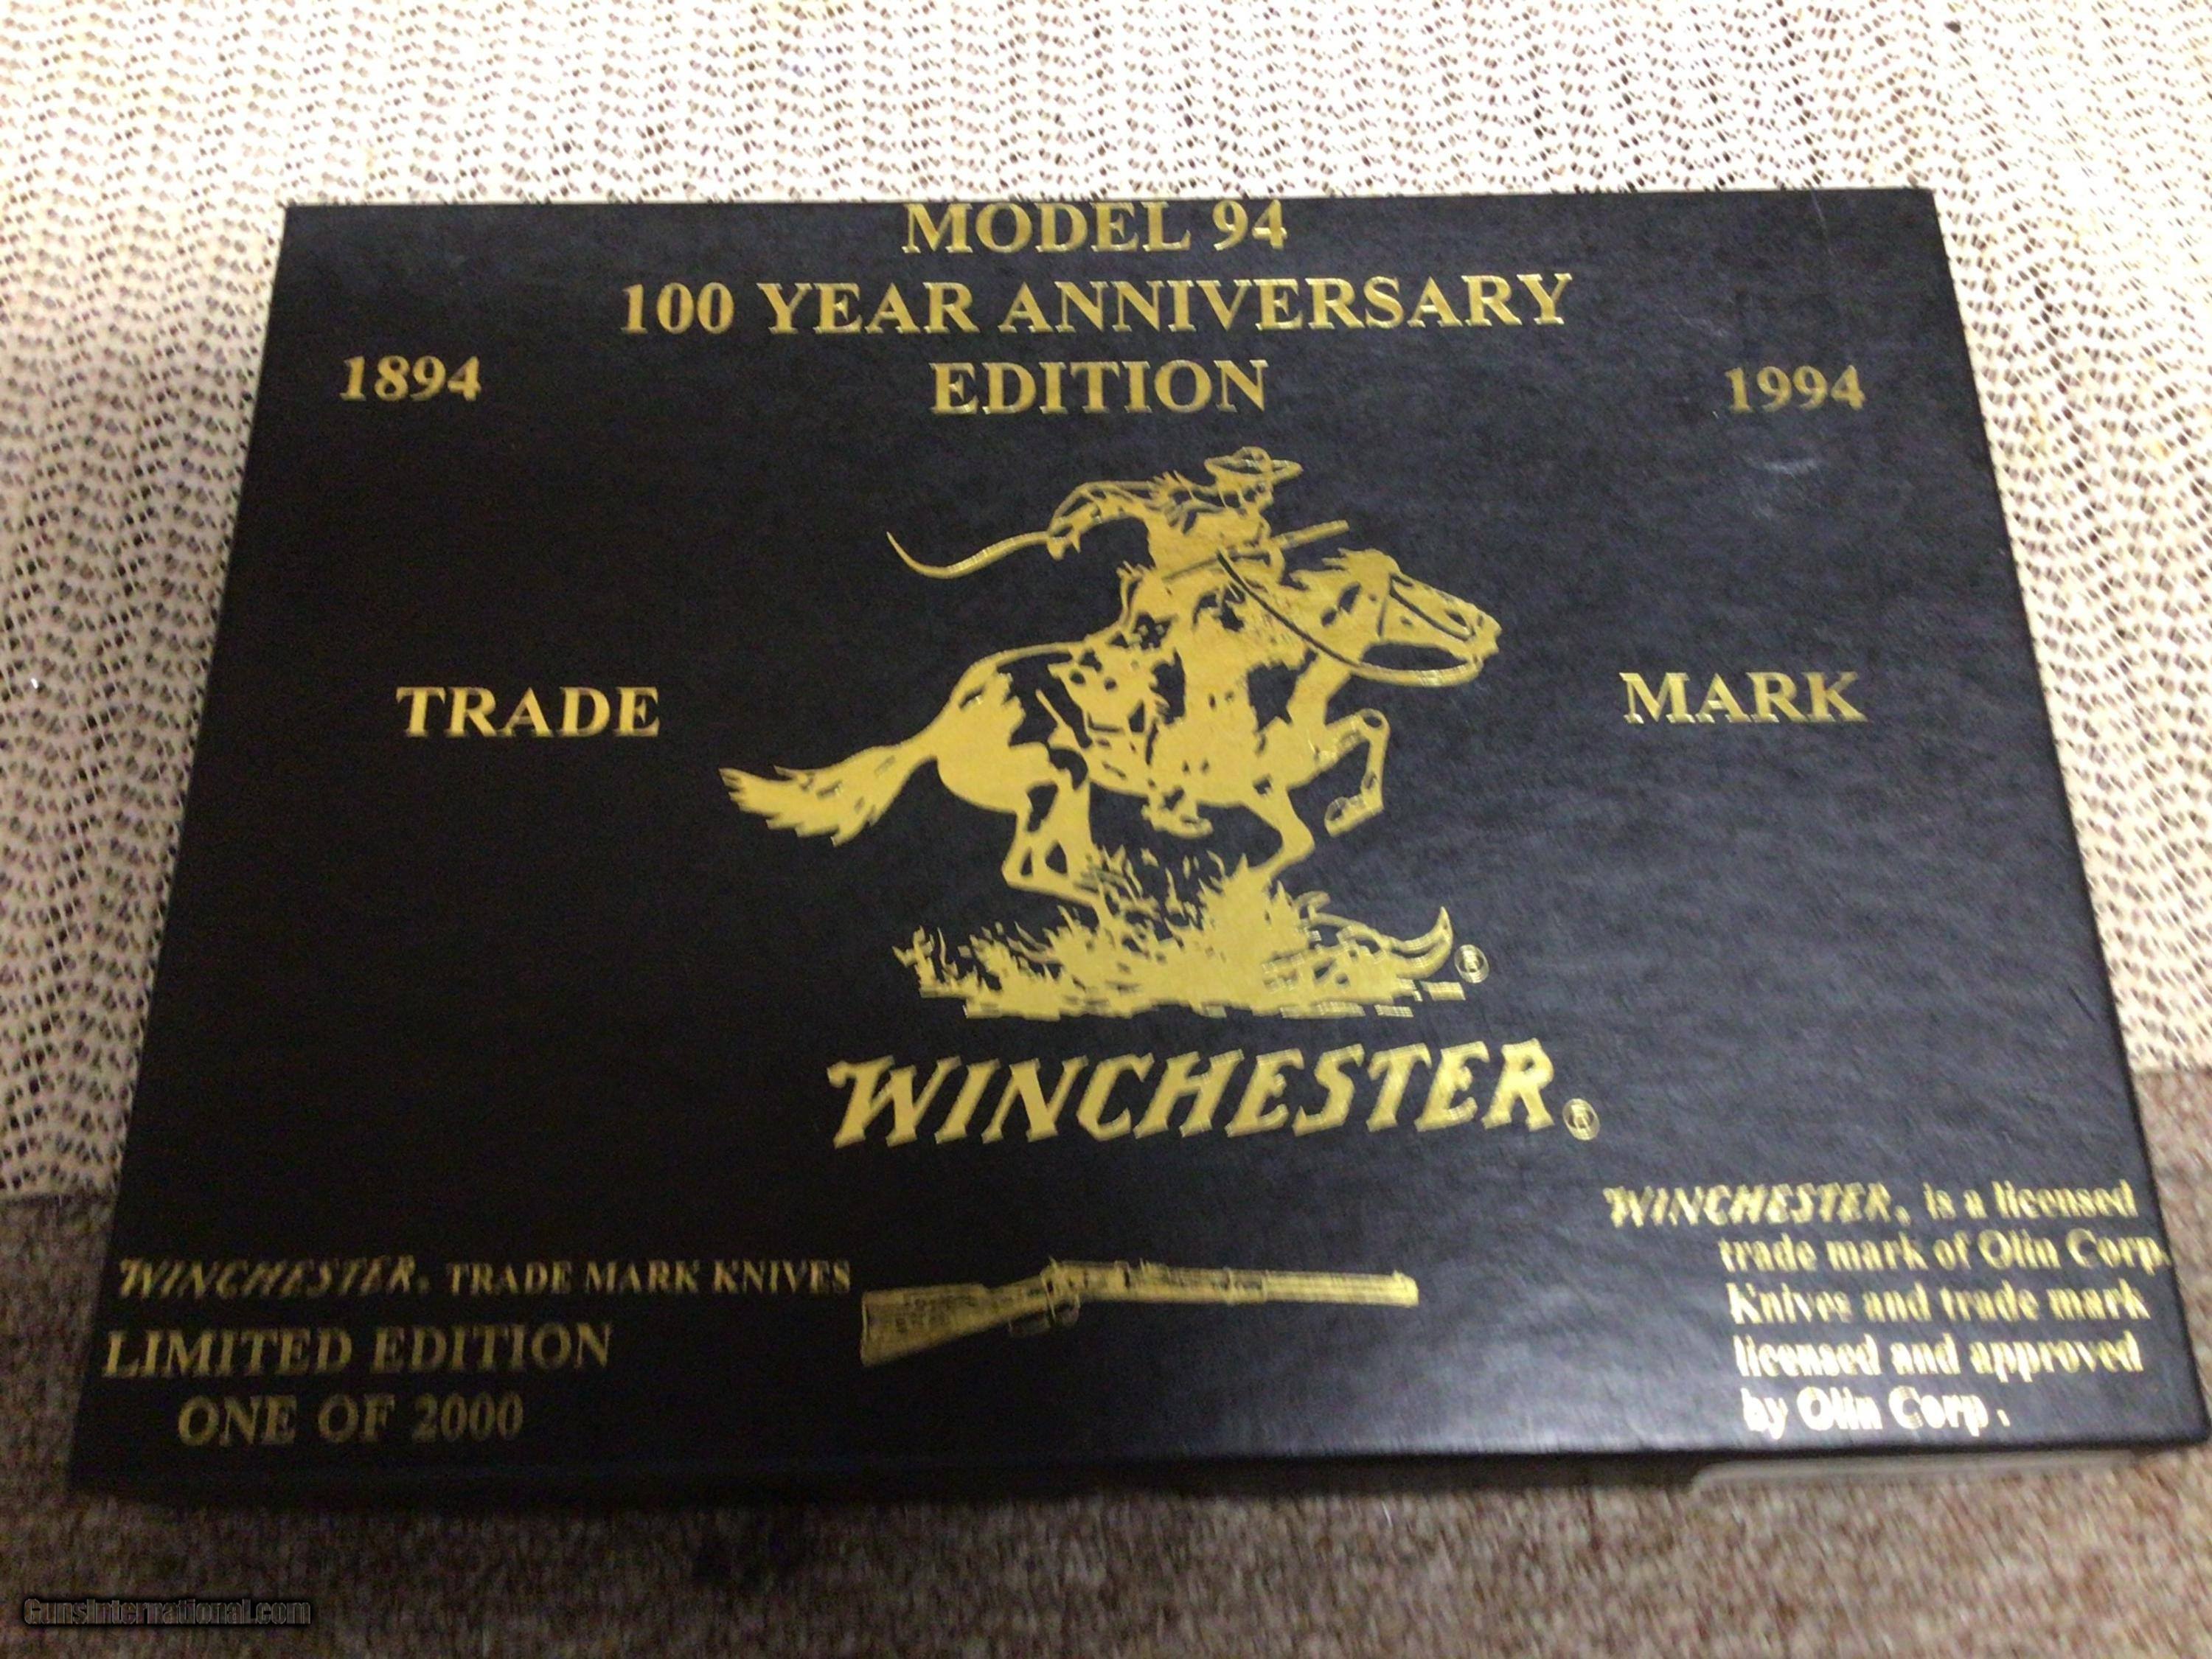 MODEL 94
100 YEAR ANNIVERSARY
EDITION
1894
1994
TRADE
MARK
WINCHESTER®
WINCHESTER® TRADE MARK KNIVES
LIMITED EDITION
ONE OF 2000
WINCHESTER® is a licensed
trade mark of Olin Corp
Knives and trade mark
licensed and approved
by Olin Corp.
GunsInternational.com